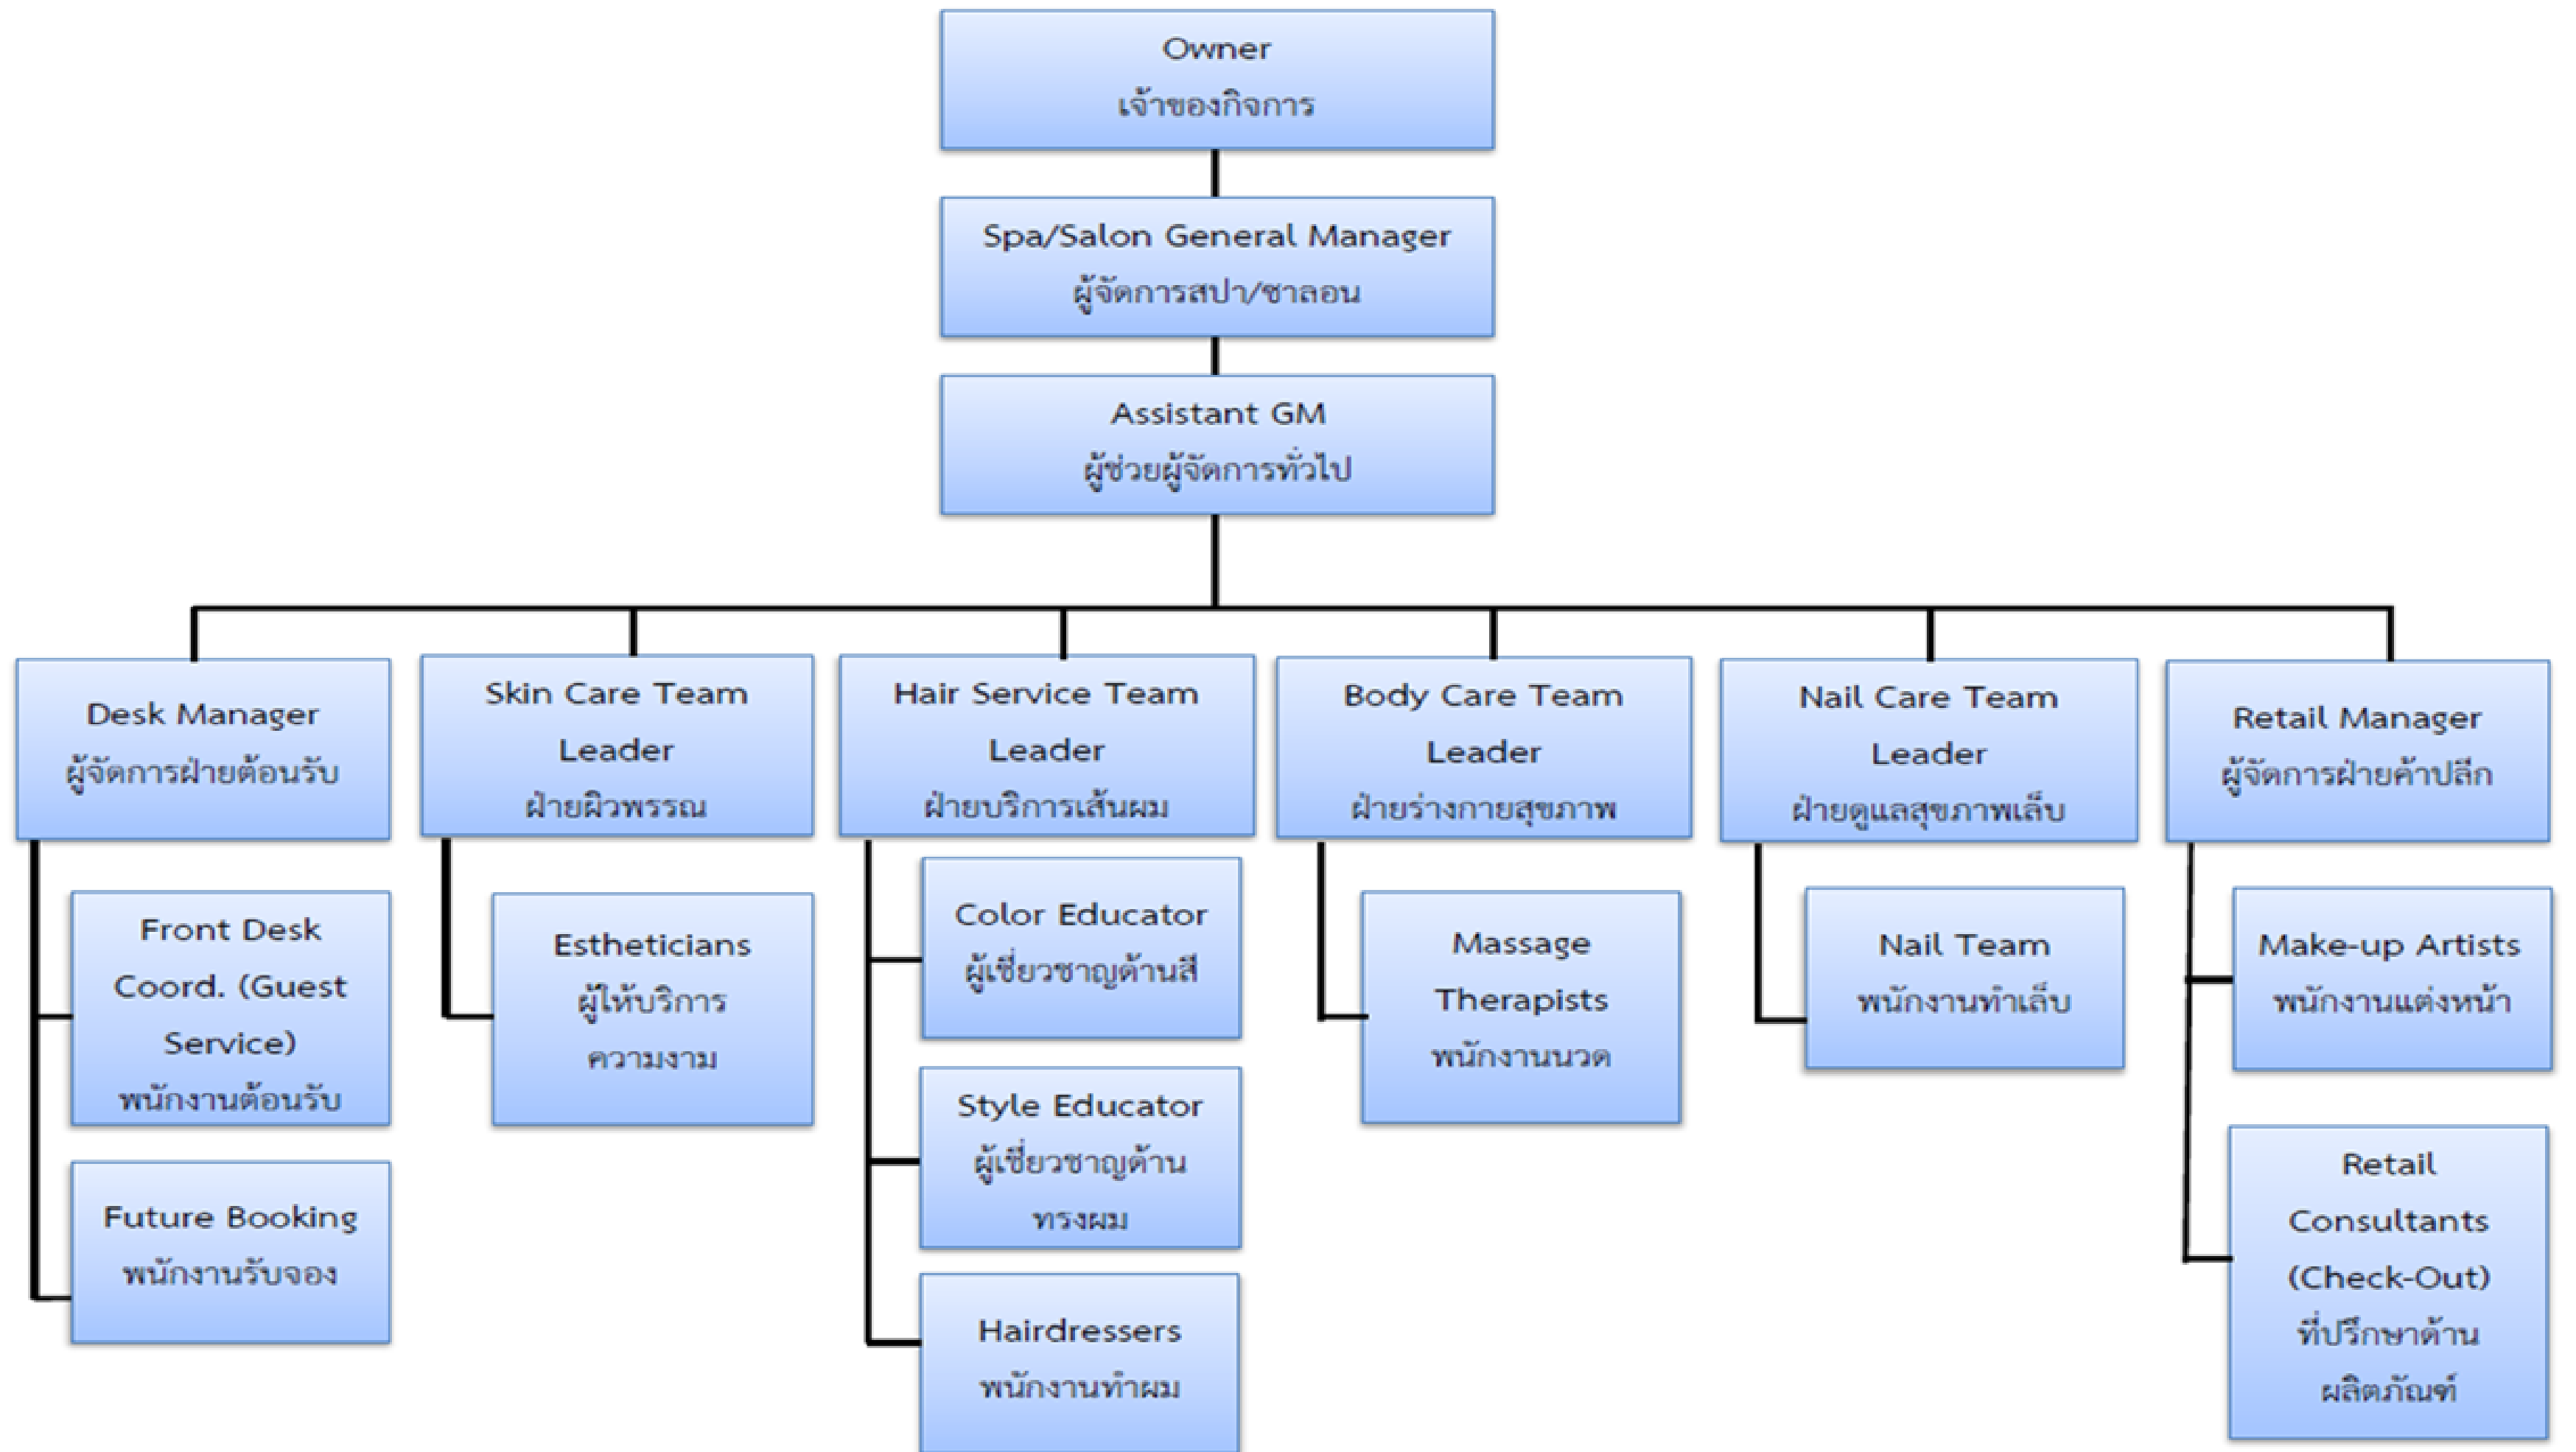 Owner
เจ้าของกิจการ
Spa/Salon General Manager
ผู้จัดการสปา/ซาลอน
Assistant GM
ผู้ช่วยผู้จัดการทั่วไป
Desk Manager
ผู้จัดการฝ่ายต้อนรับ
Front Desk
Coord. (Guest
Service)
พนักงานต้อนรับ
Future Booking
พนักงานรับจอง
Skin Care Team
Leader
ฝ่ายผิวพรรณ
Estheticians
ผู้ให้บริการ
ความงาม
Hair Service Team
Leader
ฝ่ายบริการเส้นผม
Color Educator
ผู้เชี่ยวชาญด้านสี
Style Educator
ผู้เชี่ยวชาญด้าน
ทรงผม
Hairdressers
พนักงานทำผม
Body Care Team
Leader
ฝ่ายร่างกายสุขภาพ
Massage
Therapists
พนักงานนวด
Nail Care Team
Leader
ฝ่ายดูแลสุขภาพเล็บ
Nail Team
พนักงานทำเล็บ
Retail Manager
ผู้จัดการฝ่ายค้าปลีก
Make-up Artists
พนักงานแต่งหน้า
Retail
Consultants
(Check-Out)
ที่ปรึกษาด้าน
ผลิตภัณฑ์